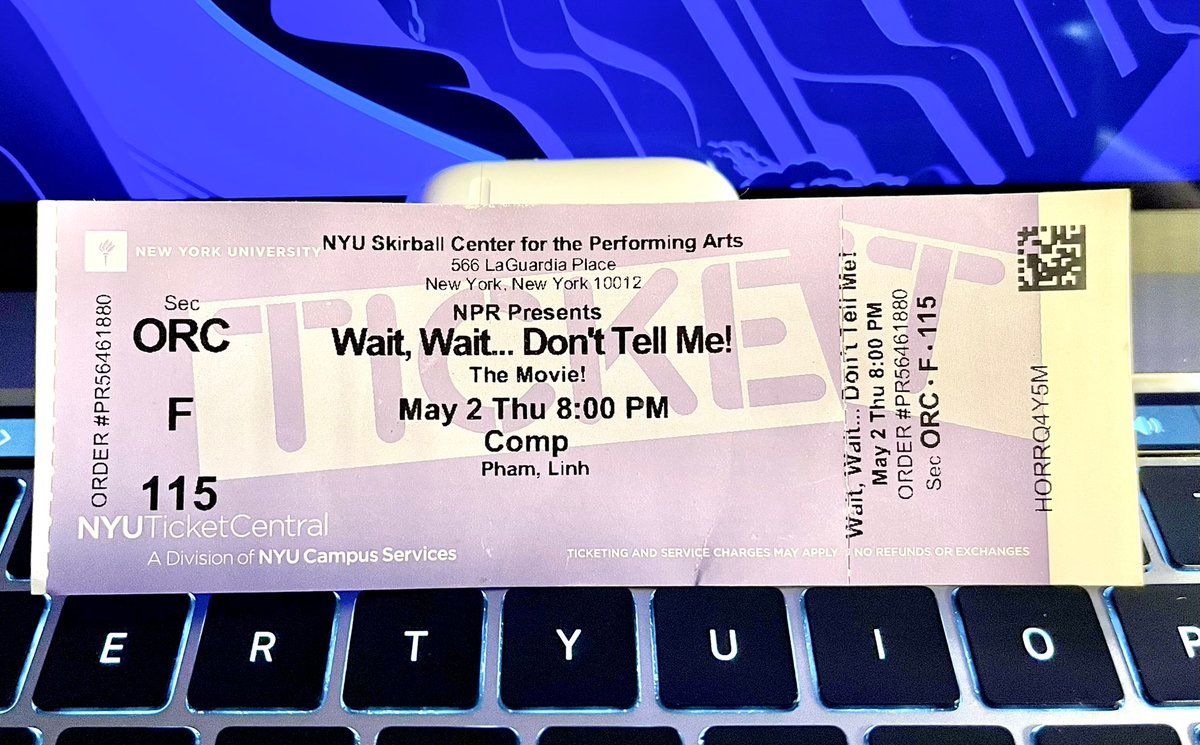 NEW YORK UNIVERSITY
NYU Skirball Center for the Performing Arts
566 LaGuardia Place
New York, New York 10012
NPR Presents
Wait, Wait... Don't Tell Me!
The Movie!
May 2 Thu 8:00 PM
Comp
Pham, Linh
ORDER #PR56461880
Sec
ORC
F
115
TICKET
NYUTicketCentral
A Division of NYU Campus Services
TICKETING AND SERVICE CHARGES MAY APPLY
NO REFUNDS OR EXCHANGES
Wait, Wait... Don't Tell Me!
May 2 Thu 8:00 PM
ORDER #PR56461880
Sec ORC • F • 115
HORRQ4Y5M
E R T Y U I O P